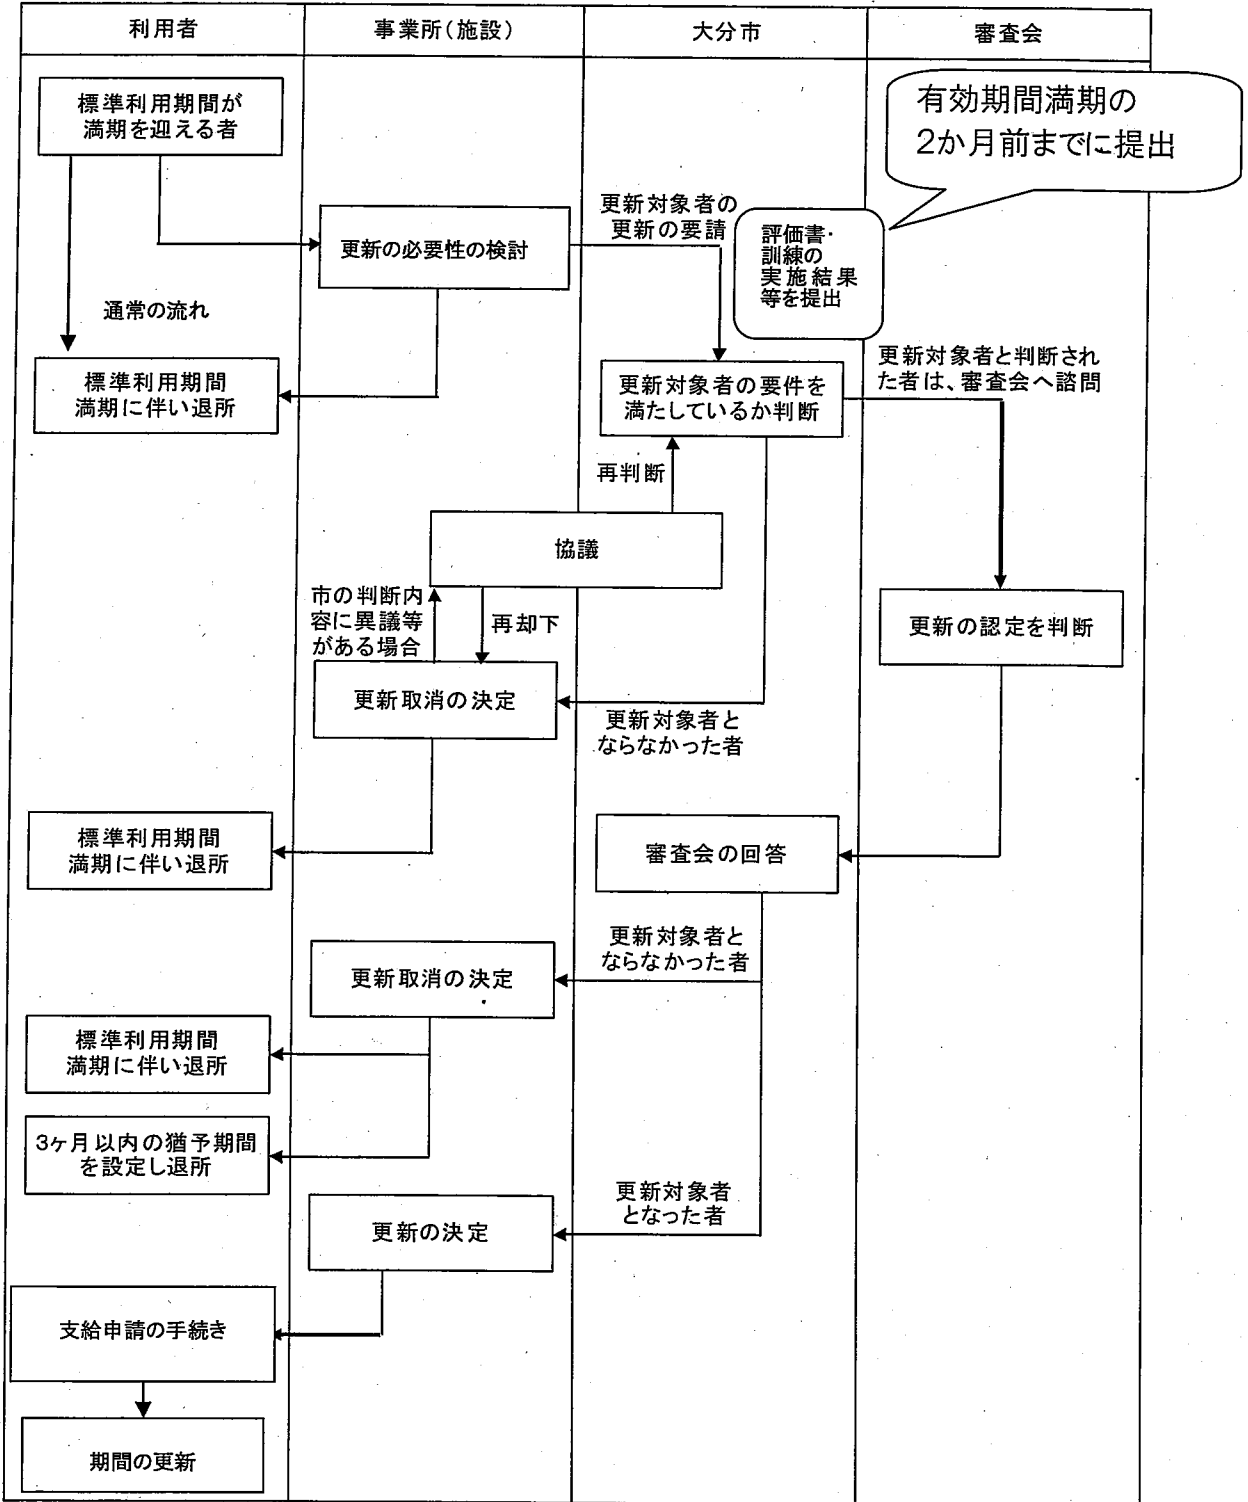 利用者
事業所(施設)
大分市
審査会
標準利用期間が
満期を迎える者
有効期間満期の
2か月前までに提出
更新対象者の
更新の要請
更新の必要性の検討
評価書・
訓練の
実施結果
等を提出
通常の流れ
標準利用期間
満期に伴い退所
更新対象者の要件を
満たしているか判断
更新対象者と判断され
た者は、審査会へ諮問
再判断
協議
市の判断内
容に異議等
がある場合
再却下
更新の認定を判断
更新取消の決定
更新対象者と
ならなかった者
標準利用期間
満期に伴い退所
審査会の回答
更新対象者と
ならなかった者
更新取消の決定
標準利用期間
満期に伴い退所
3ヶ月以内の猶予期間
を設定し退所
更新対象者
となった者
更新の決定
支給申請の手続き
期間の更新